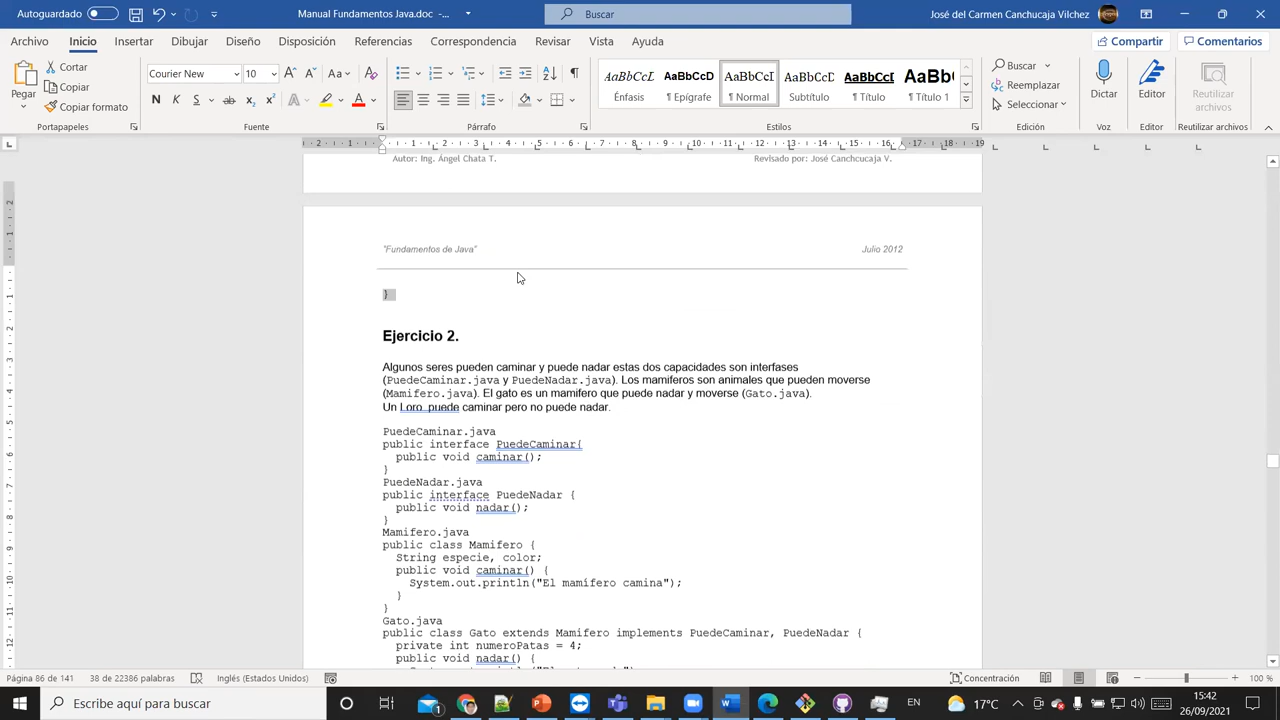 Autoguardado
Manual Fundamentos de Java...
Buscar
José del Carmen Canchucaja Vilchez
Archivo
Inicio
Insertar
Dibujar
Diseño
Disposición
Referencias
Correspondencia
Revisar
Vista
Ayuda
Compartir
Comentarios
Pegar
Cortar
Copiar
Copiar formato
Portapapeles
Courier New
10
Fuente
Párrafo
AaBbCcL
Énfasis
AaBbCcD
¶ Epígrafe
AaBbCcI
¶ Normal
AaBbCcD
Subtítulo
AaBbCcI
¶ Título
AaBb(
¶ Título 1
Estilos
Buscar
Reemplazar
Seleccionar
Edición
Dictar
Voz
Editor
Editor
Reutilizar archivos
Reutilizar archivos
Autor: Ing. Ángel Chata T.
Revisado por: José Canchcucaja V.
"Fundamentos de Java"
Julio 2012
}
Ejercicio 2.
Algunos seres pueden caminar y puede nadar estas dos capacidades son interfases
(PuedeCaminar.java y PuedeNadar.java). Los mamiferos son animales que pueden moverse
(Mamifero.java). El gato es un mamifero que puede nadar y moverse (Gato.java).
Un Loro puede caminar pero no puede nadar.
PuedeCaminar.java
public interface PuedeCaminar{
public void caminar();
}
PuedeNadar.java
public interface PuedeNadar {
public void nadar();
}
Mamifero.java
public class Mamifero {
String especie, color;
public void caminar() {
System.out.println("El mamífero camina");
}
}
Gato.java
public class Gato extends Mamifero implements PuedeCaminar, PuedeNadar {
private int numeroPatas = 4;
public void nadar() {
Página 86 de 141
38 de 22386 palabras
Inglés (Estados Unidos)
Concentración
100 %
Escribe aquí para buscar
17°C
EN
15:42
26/09/2021